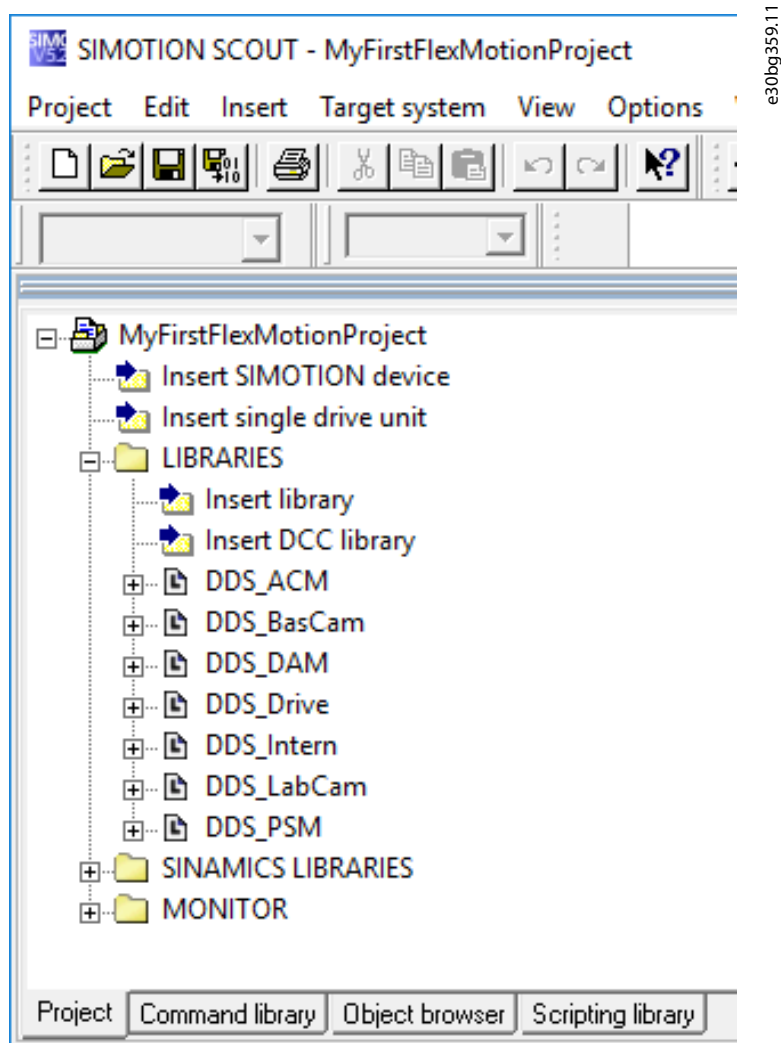 SIMOTION SCOUT - MyFirstFlexMotionProject
e30bg359.11
Project Edit Insert Target system View Options
MyFirstFlexMotionProject
Insert SIMOTION device
Insert single drive unit
LIBRARIES
Insert library
Insert DCC library
DDS_ACM
DDS_BasCam
DDS_DAM
DDS_Drive
DDS_Intern
DDS_LabCam
DDS_PSM
SINAMICS LIBRARIES
MONITOR
Project Command library Object browser Scripting library